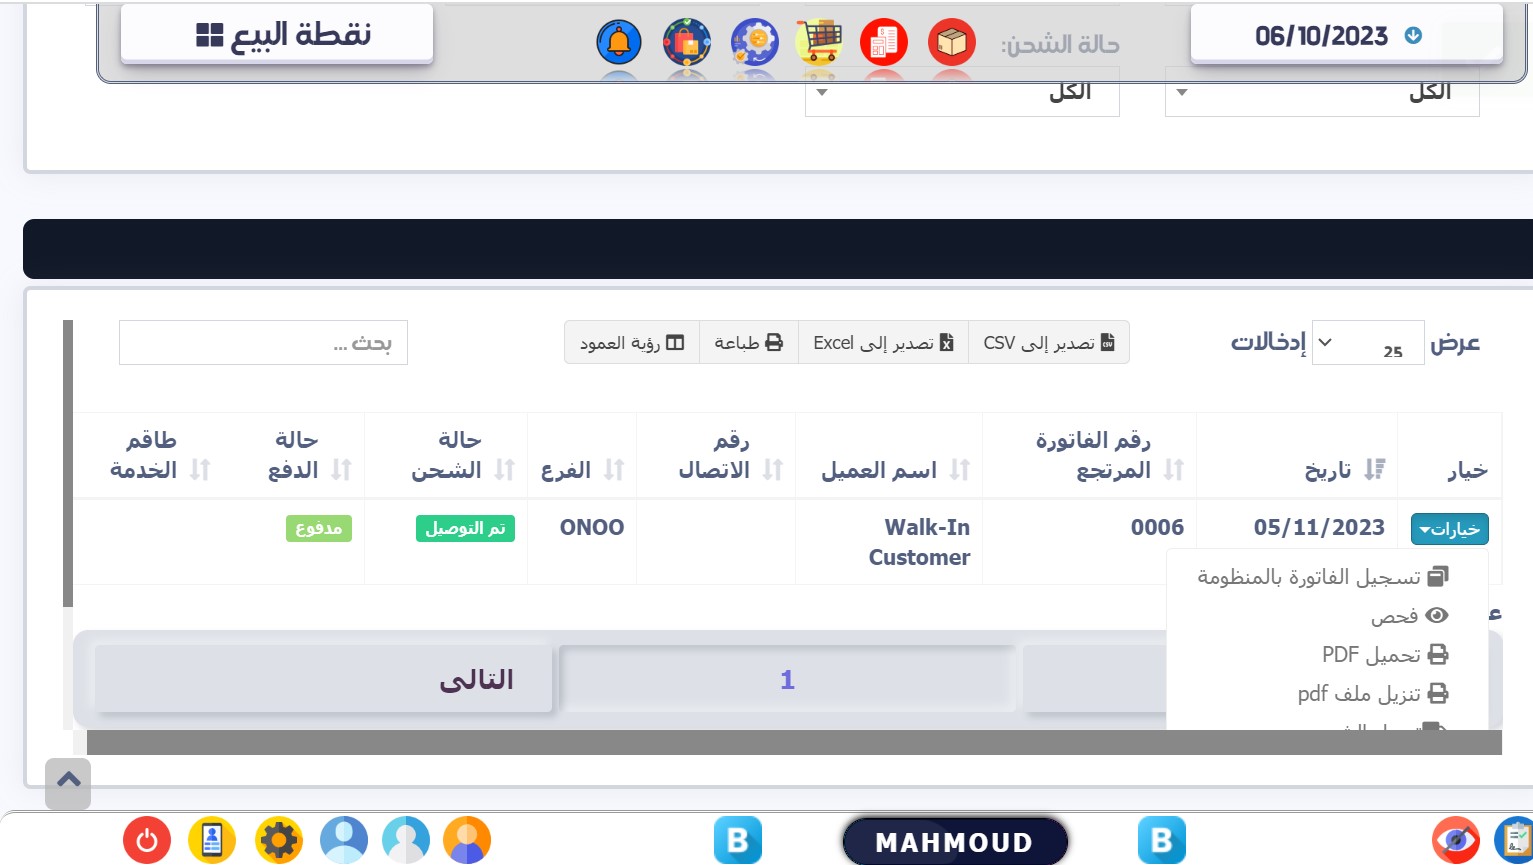 06/10/2023
حالة الشحن:
نقطة البيع
الكل
الكل
عرض
25
إدخالات
تصدير إلى CSV
تصدير إلى Excel
طباعة
رؤية العمود
بحث ...
خيار
تاريخ
رقم الفاتورة المرتجع
اسم العميل
رقم الاتصال
الفرع
حالة الشحن
حالة الدفع
طاقم الخدمة
خيارات
05/11/2023
0006
Walk-In Customer
ONOO
تم التوصيل
مدفوع
تسجيل الفاتورة بالمنظومة
فحص
تحميل PDF
تنزيل ملف pdf
1
التالى
B
MAHMOUD
B